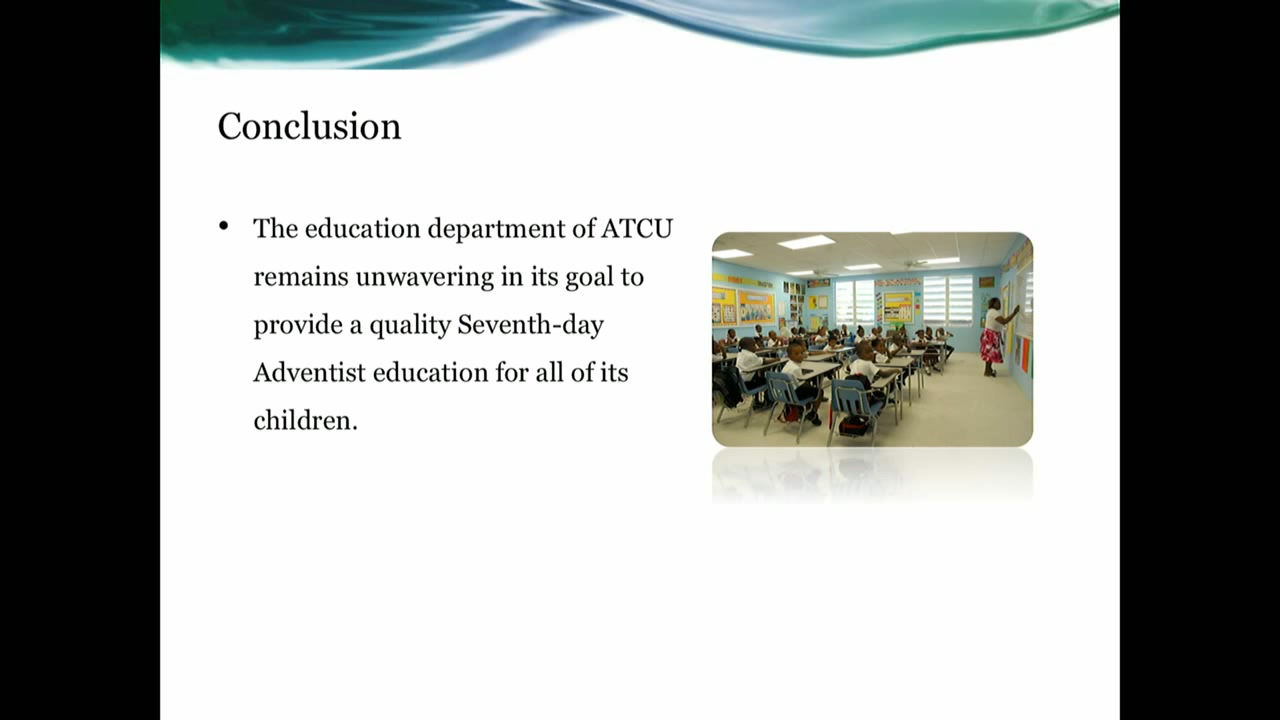 Conclusion
• The education department of ATCU
remains unwavering in its goal to
provide a quality Seventh-day
Adventist education for all of its
children.